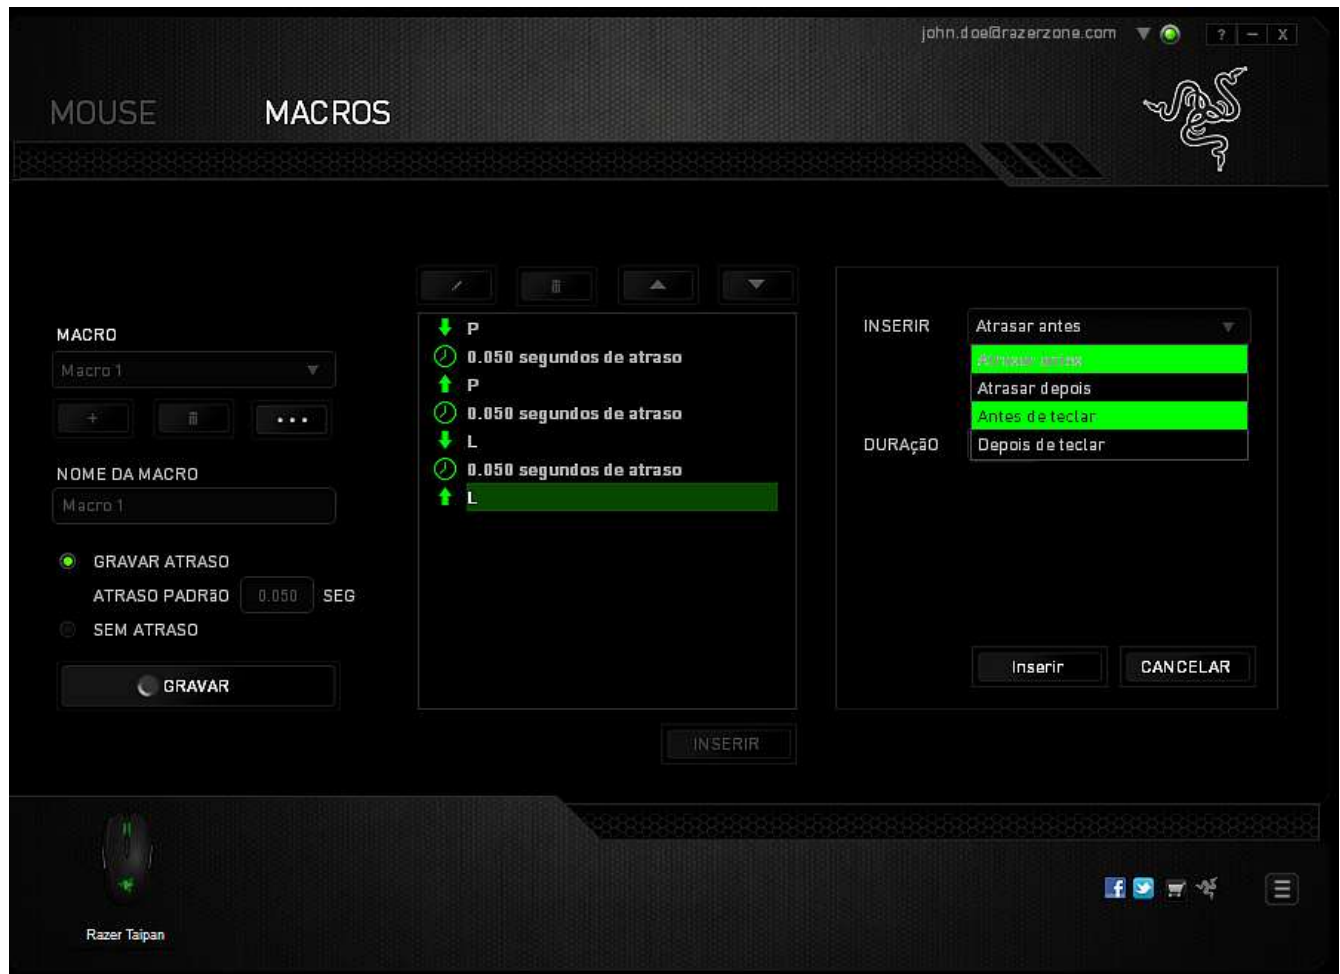 john.doe@razerzone.com
? – X
MOUSE MACROS
MACRO
Macro 1
+
...
NOME DA MACRO
Macro 1
GRAVAR ATRASO
ATRASO PADRãO 0.050 SEG
SEM ATRASO
GRAVAR
P
0.050 segundos de atraso
P
0.050 segundos de atraso
L
0.050 segundos de atraso
L
INSERIR
INSERIR Atrasar antes
Atrasar antes
Atrasar depois
Antes de teclar
DURAçãO Depois de teclar
Inserir CANCELAR
Razer Taipan